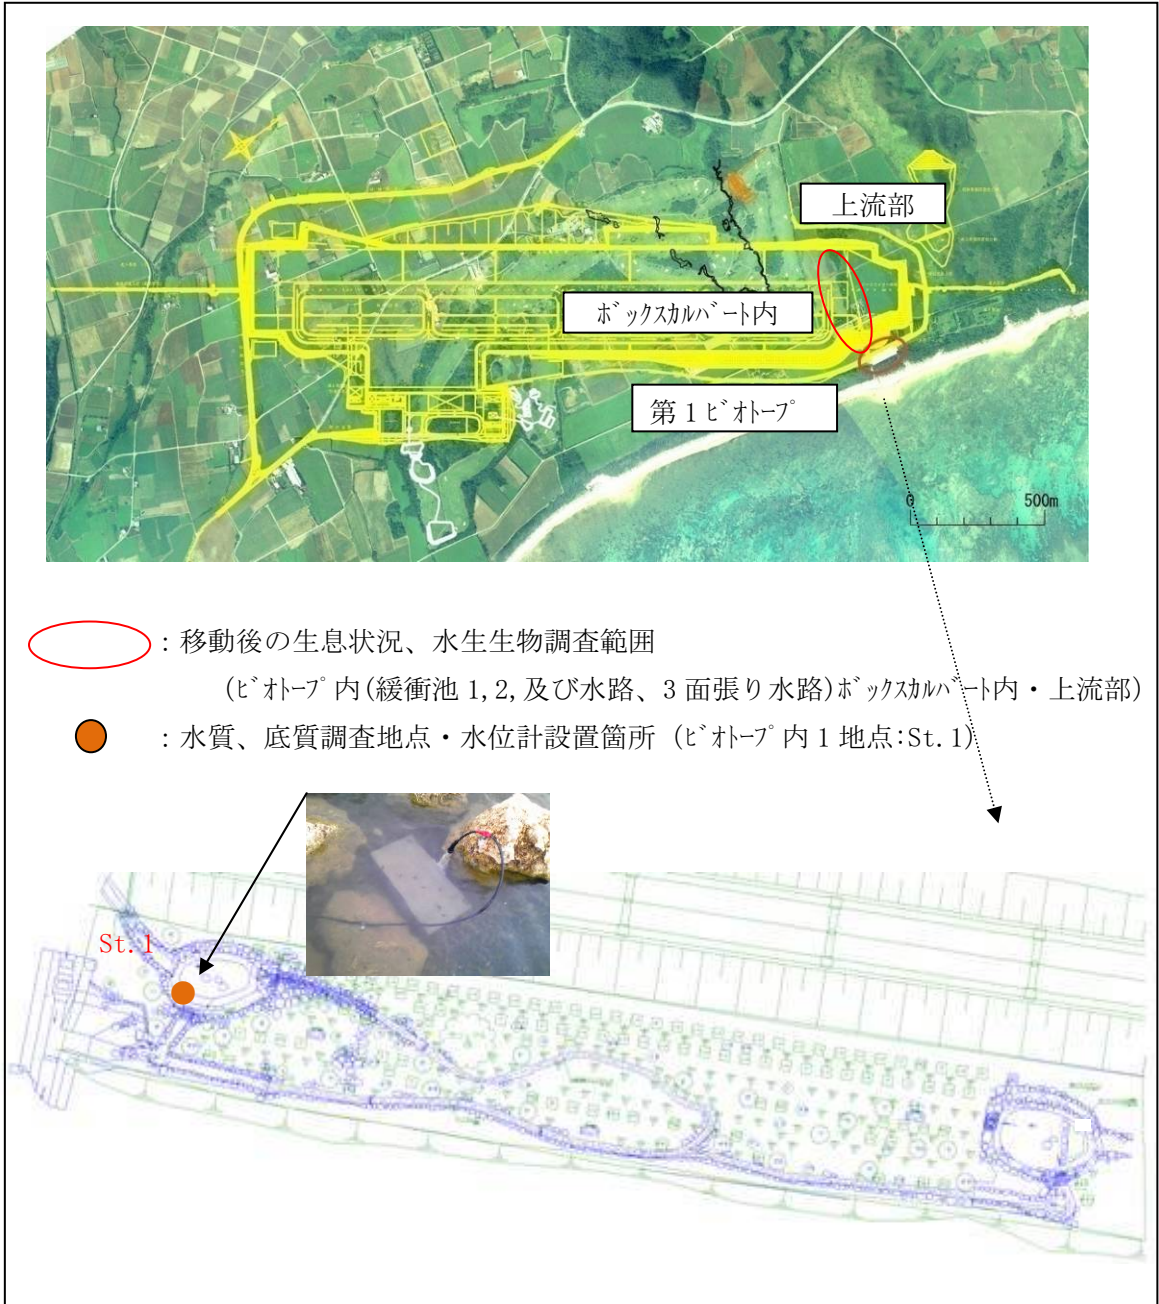 上流部
ボックスカルバート内
第1ビオトープ
0 500m
：移動後の生息状況、水生生物調査範囲
(ビオトープ内(緩衝池1,2,及び水路、3面張り水路)ボックスカルバート内・上流部)
：水質、底質調査地点・水位計設置箇所 (ビオトープ内1地点:St.1)
St.1